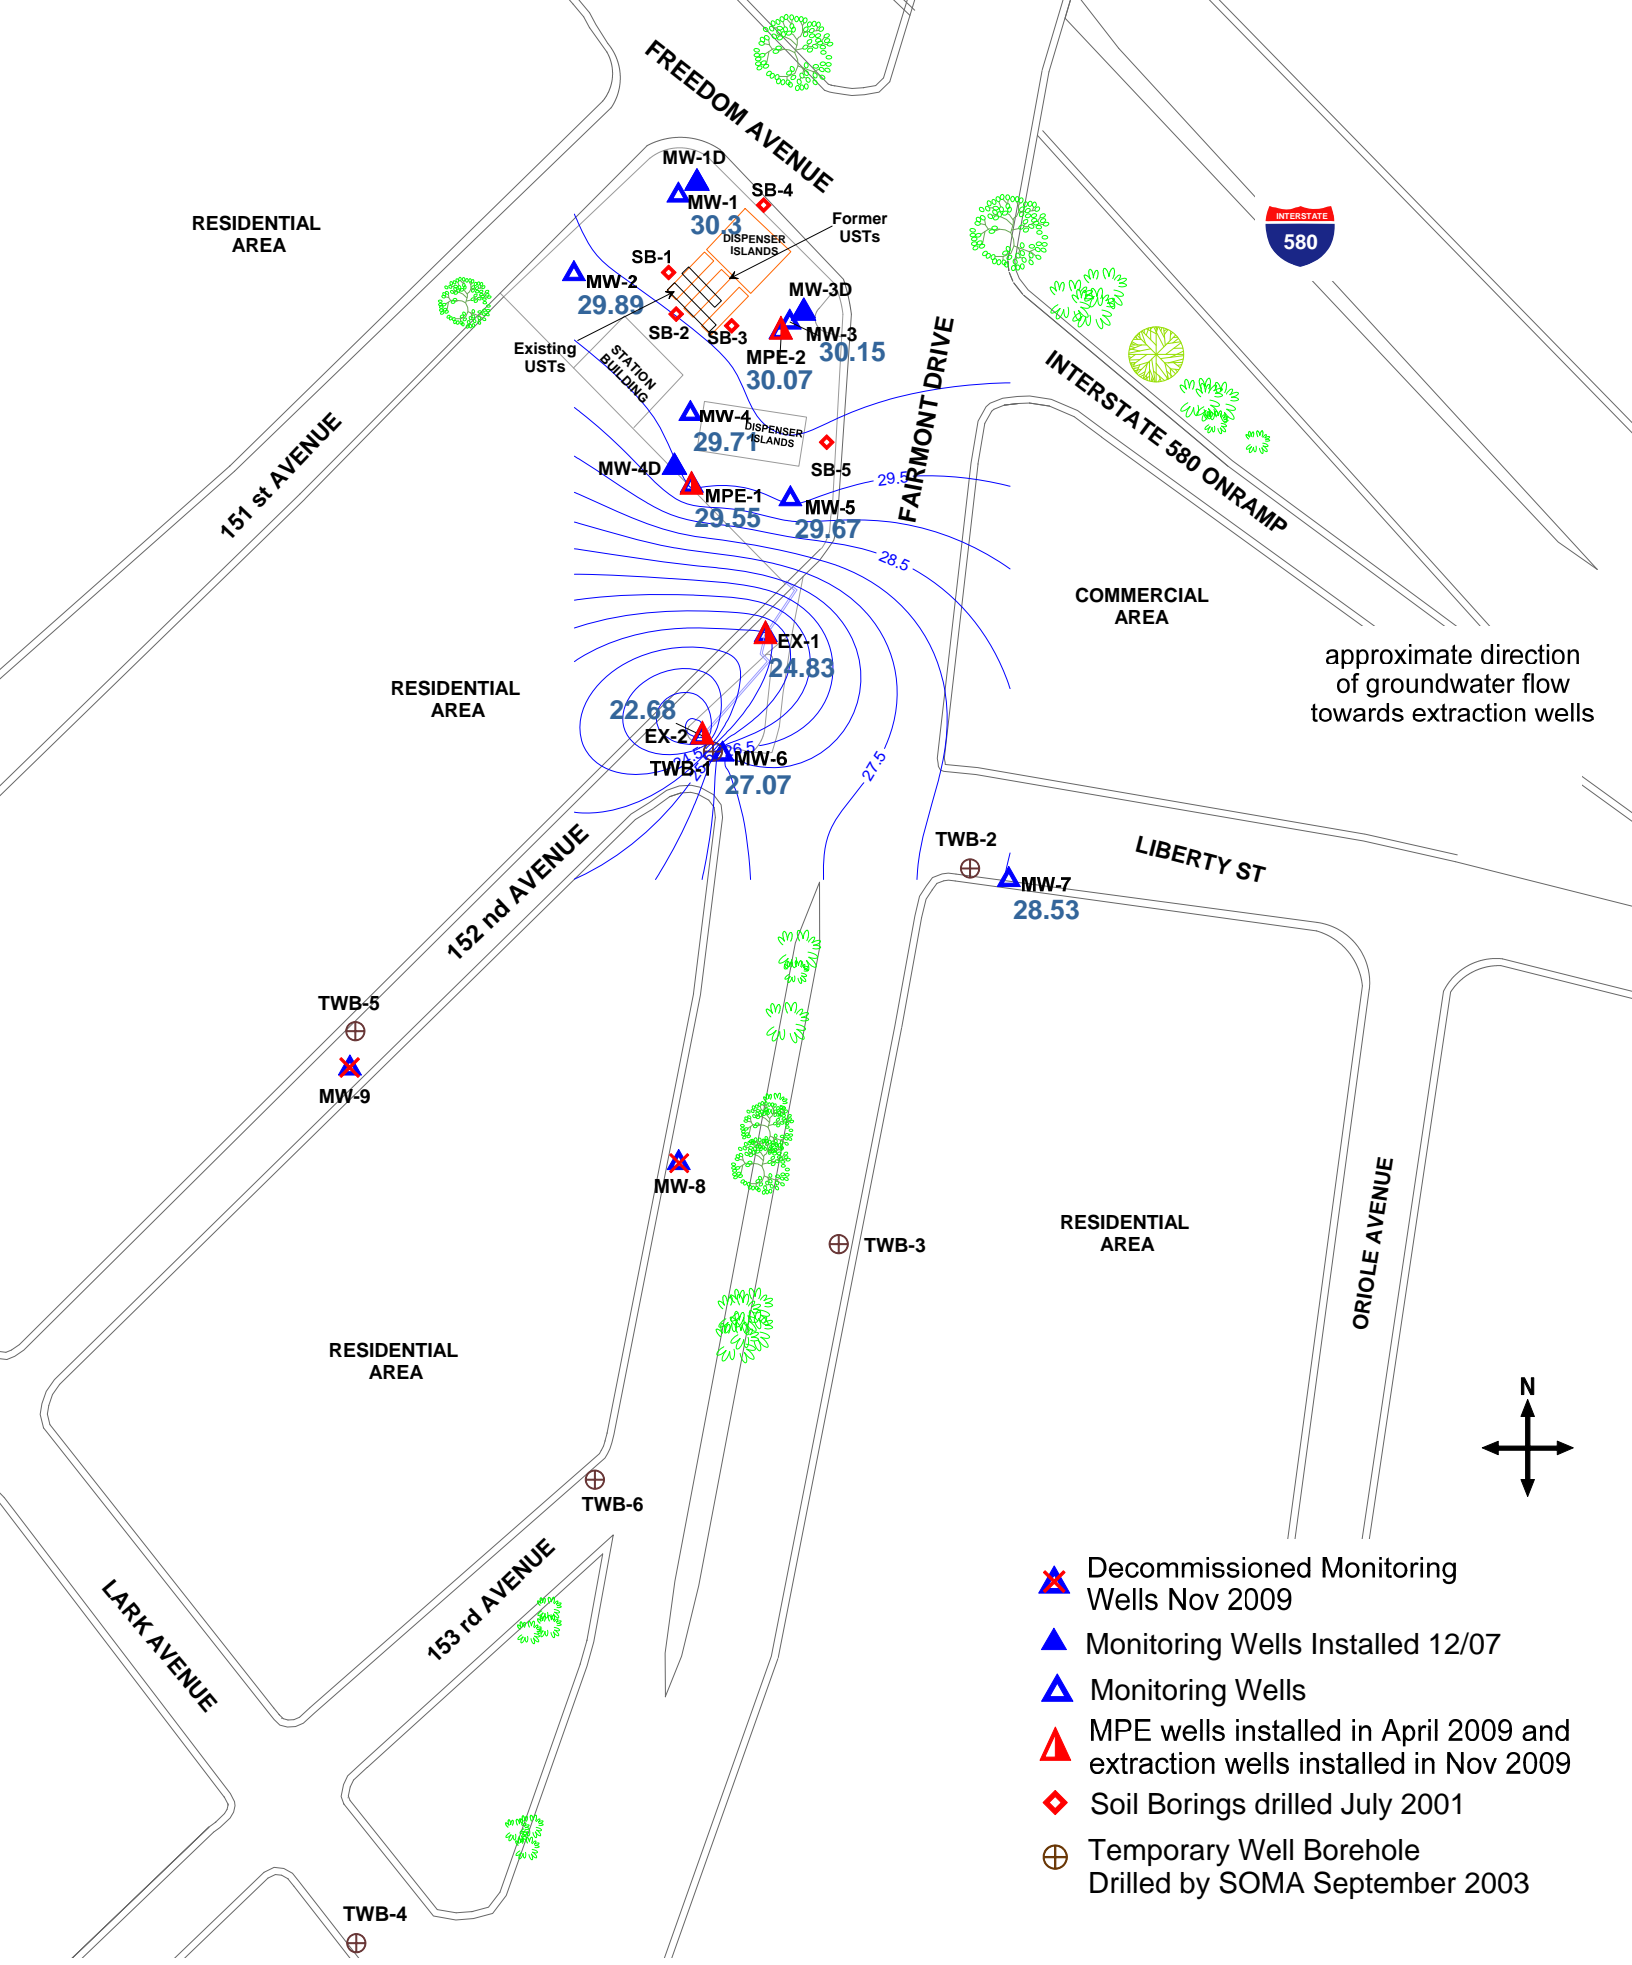 FREEDOM AVENUE
MW-1D
MW-1
30.3
SB-4
Former
USTs
DISPENSER
ISLANDS
SB-1
MW-2
29.89
SB-2
SB-3
MW-3D
MW-3
30.15
MPE-2
30.07
Existing
USTs
STATION
BUILDING
MW-4
29.71
DISPENSER
ISLANDS
MW-4D
SB-5
MPE-1
29.55
MW-5
29.67
29.5
28.5
FAIRMONT DRIVE
INTERSTATE
580
INTERSTATE 580 ONRAMP
RESIDENTIAL
AREA
151 st AVENUE
COMMERCIAL
AREA
approximate direction
of groundwater flow
towards extraction wells
EX-1
24.83
RESIDENTIAL
AREA
22.68
EX-2
24.5
26.5
TWB-1
MW-6
27.07
27.5
152 nd AVENUE
TWB-2
LIBERTY ST
MW-7
28.53
TWB-5
MW-9
MW-8
TWB-3
RESIDENTIAL
AREA
ORIOLE AVENUE
RESIDENTIAL
AREA
N
TWB-6
153 rd AVENUE
LARK AVENUE
TWB-4
Decommissioned Monitoring
Wells Nov 2009
Monitoring Wells Installed 12/07
Monitoring Wells
MPE wells installed in April 2009 and
extraction wells installed in Nov 2009
Soil Borings drilled July 2001
Temporary Well Borehole
Drilled by SOMA September 2003